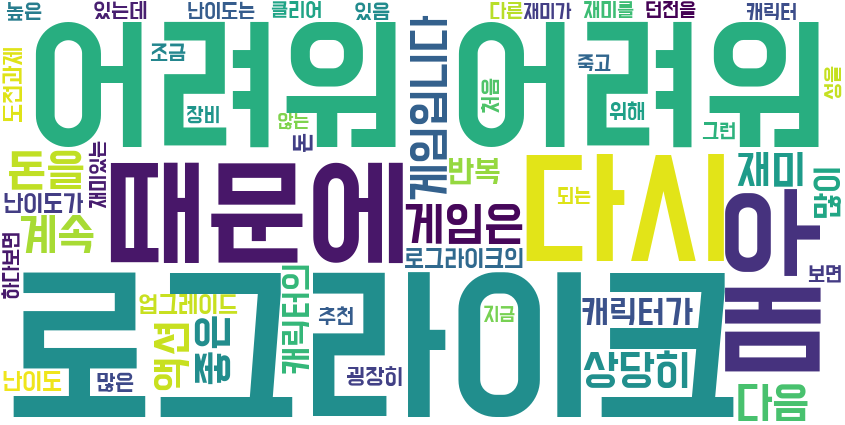 높은 있는데 난이도는 클리어 있음 다른 재미가 재미를 던전을 캐릭터
어려워 어려워
도전과제 조금 장비 않는 돈 게임입니다 처음 죽고 위해 그런 성을
돈을 난이도가 재미있는 때문에 반복 다시 재미 많이
계속 게임은 되는 아
하다보면 로그라이크의 보면
로그라이크
업그레이드 캐릭터의 추천 지금 캐릭터가 봄
액션 좋은 상당히
난이도 많은 굉장히 다음